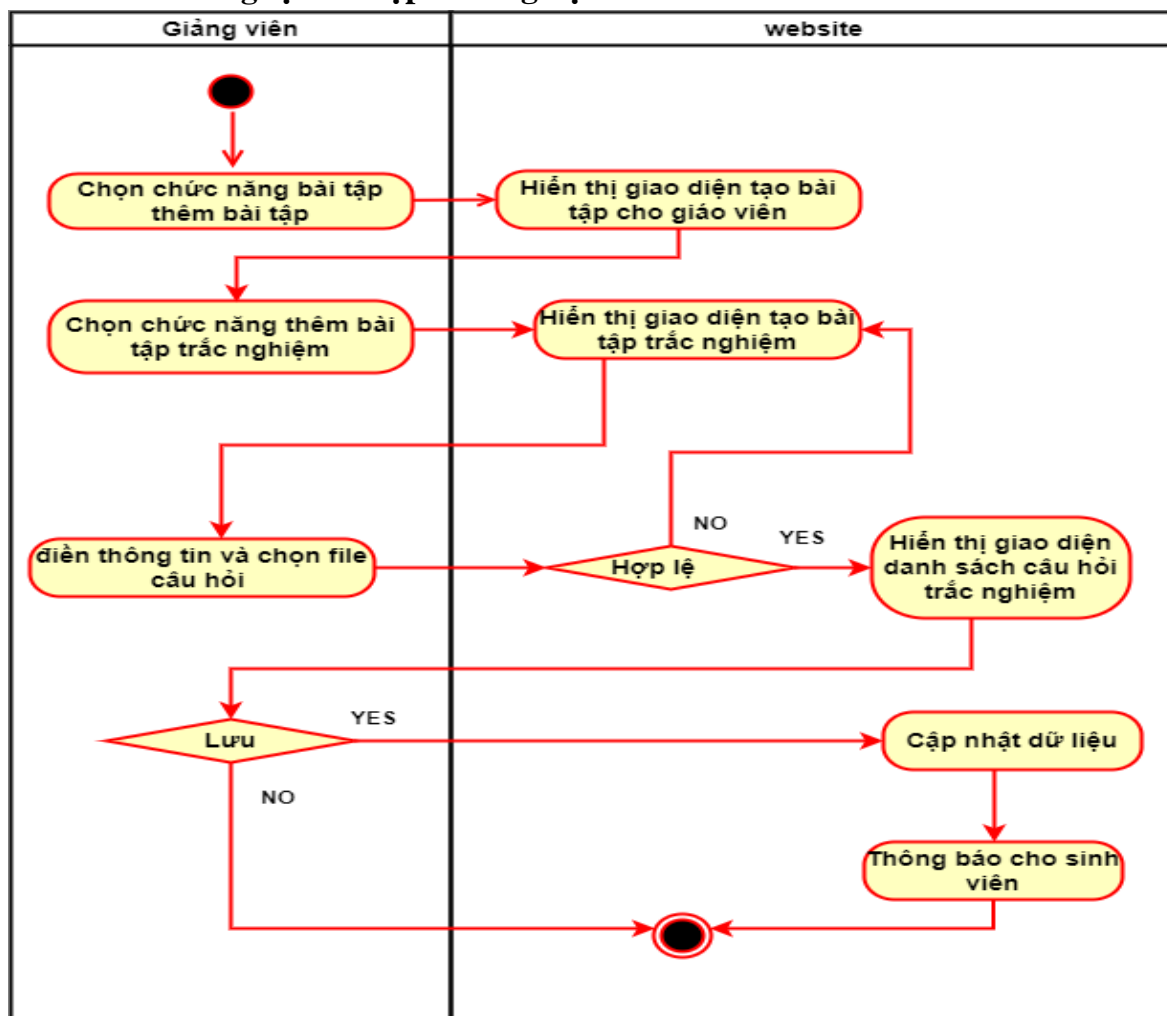 Giảng viên
website
Chọn chức năng bài tập
thêm bài tập
Hiển thị giao diện tạo bài
tập cho giáo viên
Chọn chức năng thêm bài
tập trắc nghiệm
Hiển thị giao diện tạo bài
tập trắc nghiệm
NO
YES
điền thông tin và chọn file
câu hỏi
Hợp lệ
Hiển thị giao diện
danh sách câu hỏi
trắc nghiệm
YES
Lưu
Cập nhật dữ liệu
NO
Thông báo cho sinh
viên